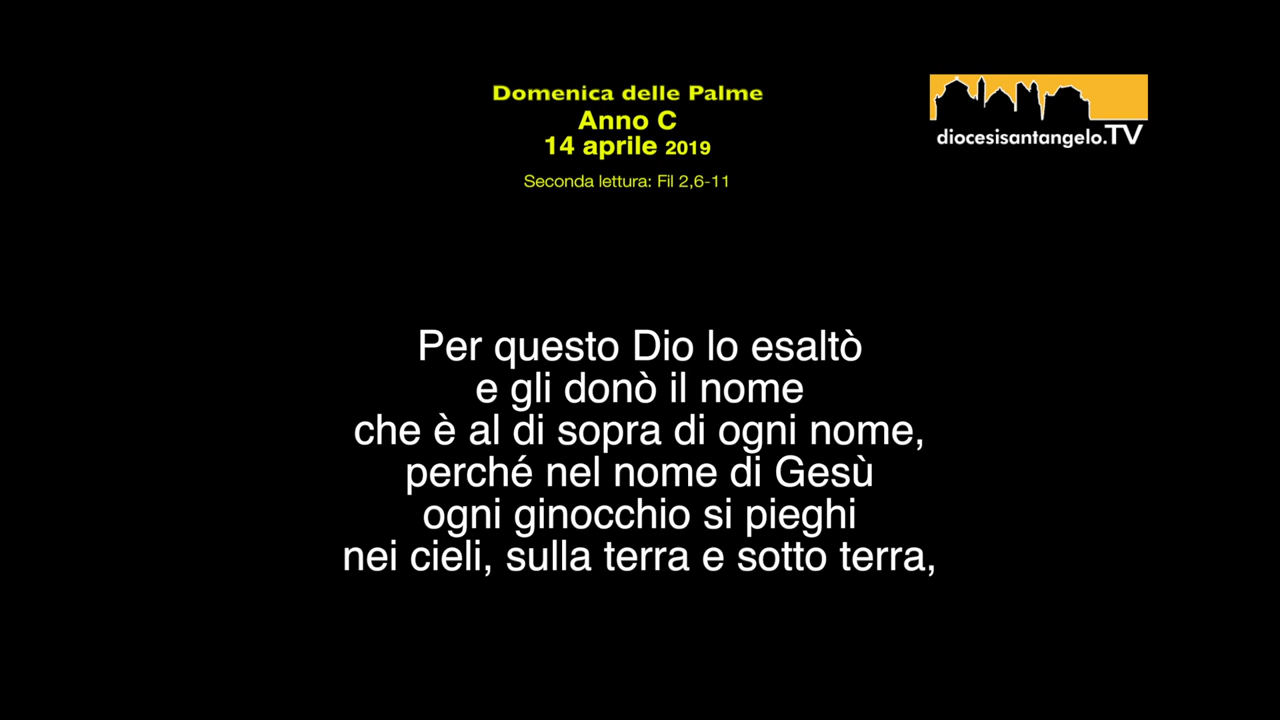 Domenica delle Palme
Anno C
14 aprile 2019
Seconda lettura: Fil 2,6-11
diocesisantangelo.TV
Per questo Dio lo esaltò
e gli donò il nome
che è al di sopra di ogni nome,
perché nel nome di Gesù
ogni ginocchio si pieghi
nei cieli, sulla terra e sotto terra,